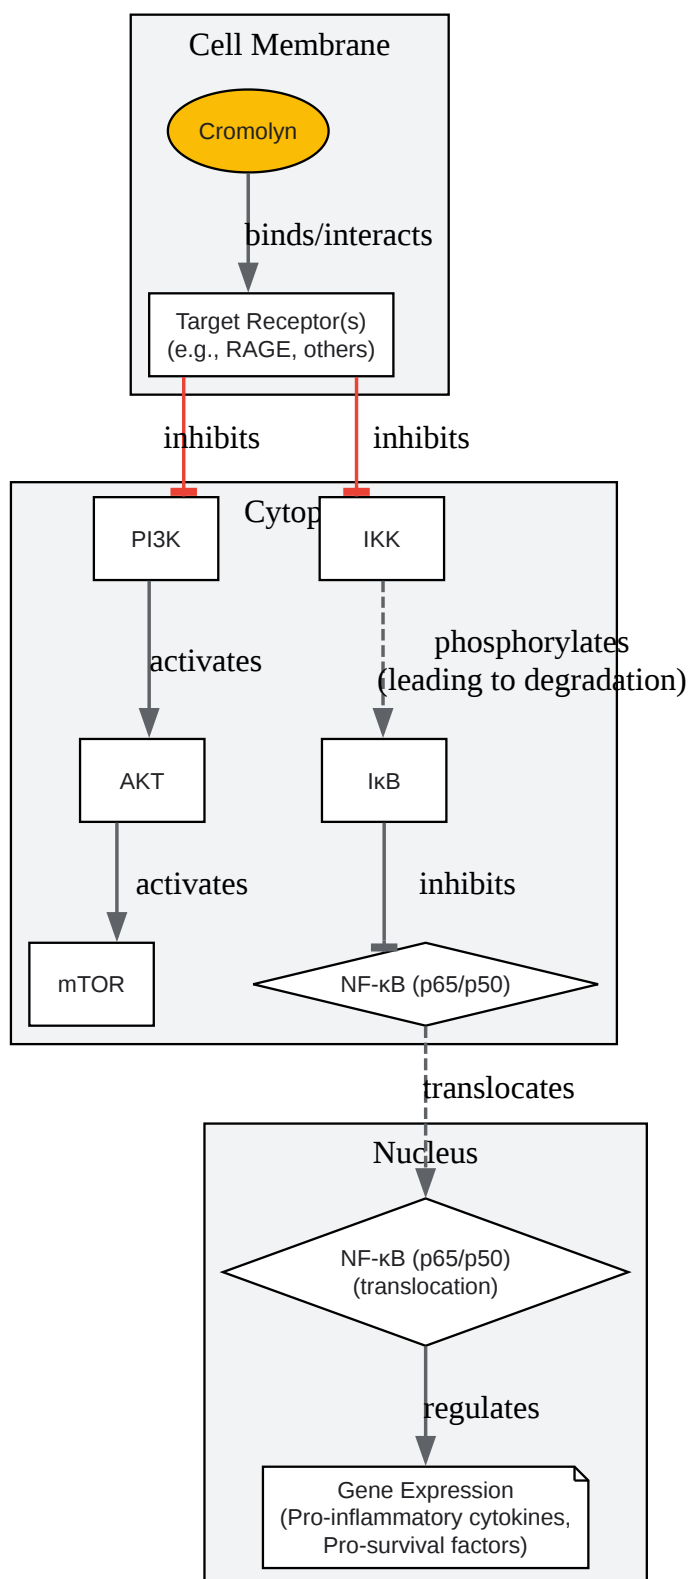 Cell Membrane
Cromolyn
binds/interacts
Target Receptor(s)
(e.g., RAGE, others)
inhibits
inhibits
Cytop
PI3K
IKK
activates
phosphorylates
(leading to degradation)
AKT
IκB
activates
inhibits
mTOR
NF-κB (p65/p50)
translocates
Nucleus
NF-κB (p65/p50)
(translocation)
regulates
Gene Expression
(Pro-inflammatory cytokines,
Pro-survival factors)